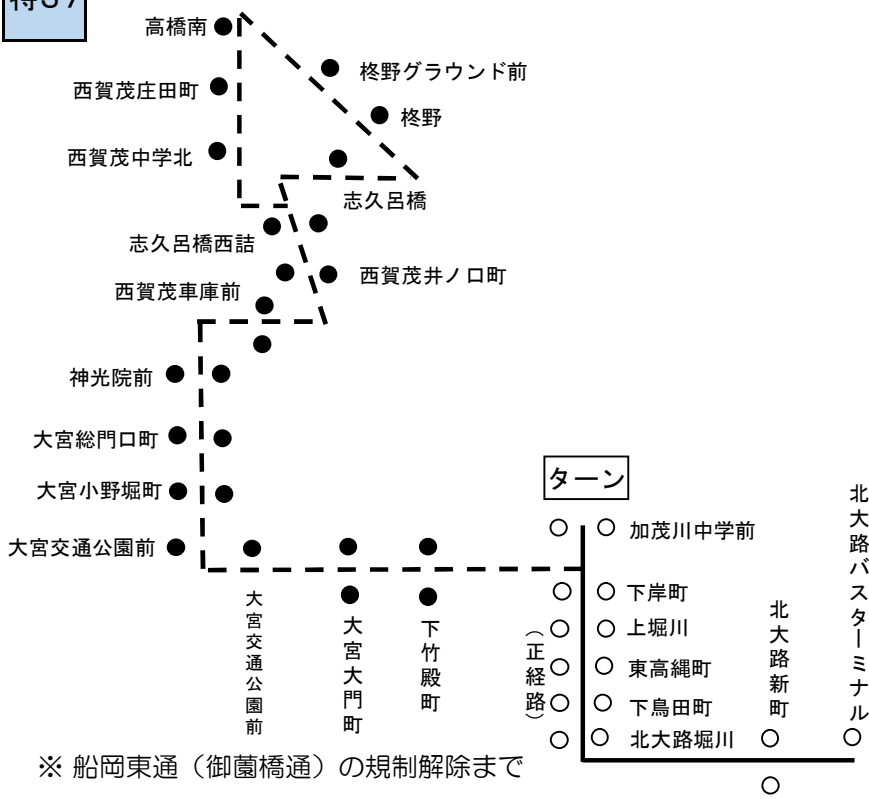 特37
高橋南
柊野グラウンド前
西賀茂庄田町
柊野
西賀茂中学北
志久呂橋
志久呂橋西詰
西賀茂井ノ口町
西賀茂車庫前
神光院前
大宮総門口町
大宮小野堀町
大宮交通公園前
ターン
加茂川中学前
下岸町
上堀川
東高縄町
下鳥田町
北大路堀川
北大路新町
北大路バスターミナル
大宮交通公園前
大宮大門町
下竹殿町
（正経路）
※ 船岡東通（御薗橋通）の規制解除まで